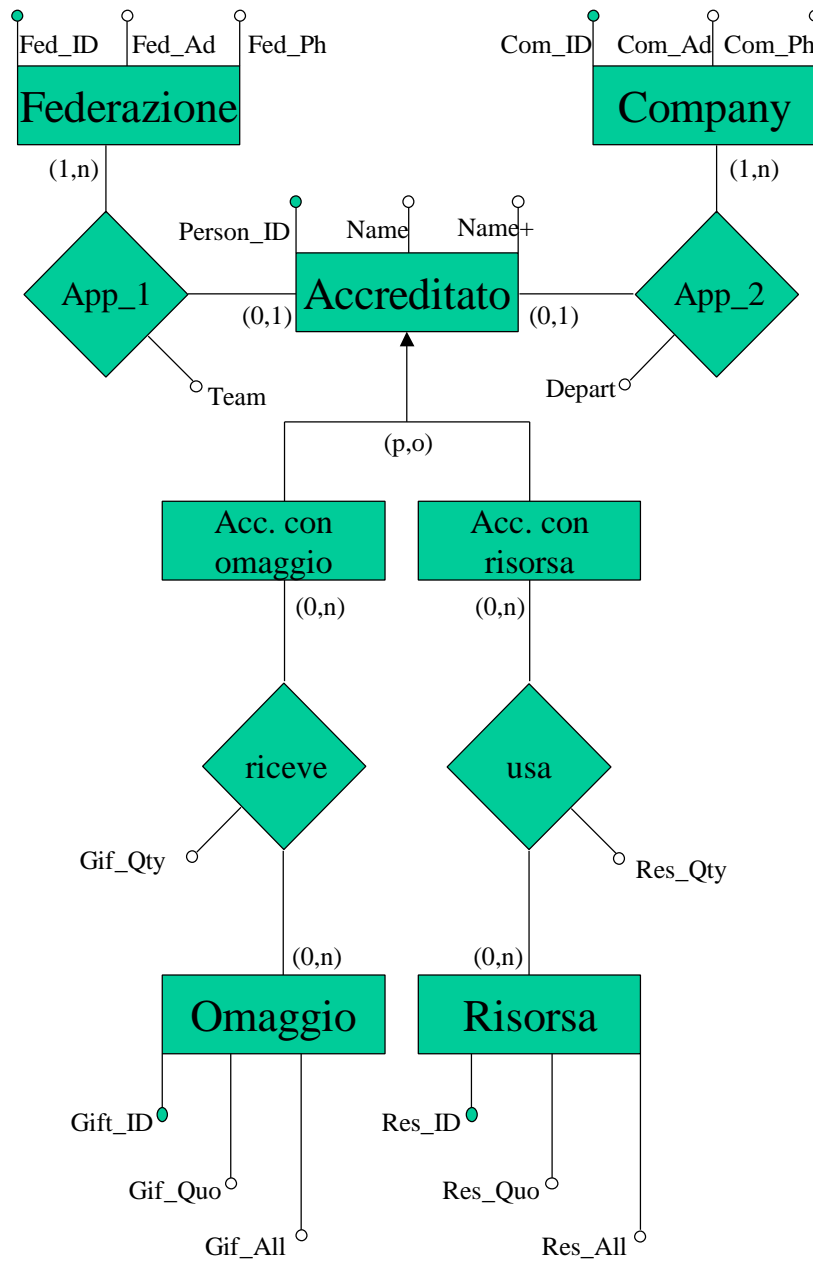 Fed_ID Fed_Ad Fed_Ph Com_ID Com_Ad Com_Ph
Federazione Company
(1,n) (1,n)
Person_ID Name Name+
App_1 Accreditato App_2
(0,1) (0,1)
Team Depart
(p,o)
Acc. con Acc. con
omaggio risorsa
(0,n) (0,n)
riceve usa
Gif_Qty Res_Qty
(0,n) (0,n)
Omaggio Risorsa
Gift_ID Res_ID
Gif_Quo Res_Quo
Gif_All Res_All